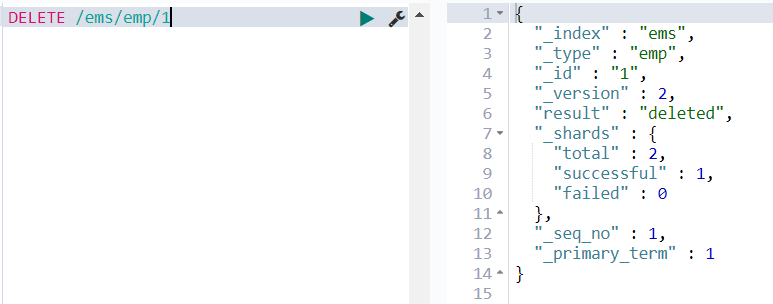 DELETE /ems/emp/1
1 {
2 "_index" : "ems",
3 "_type" : "emp",
4 "_id" : "1",
5 "_version" : 2,
6 "result" : "deleted",
7 "_shards" : {
8 "total" : 2,
9 "successful" : 1,
10 "failed" : 0
11 },
12 "_seq_no" : 1,
13 "_primary_term" : 1
14 }
15